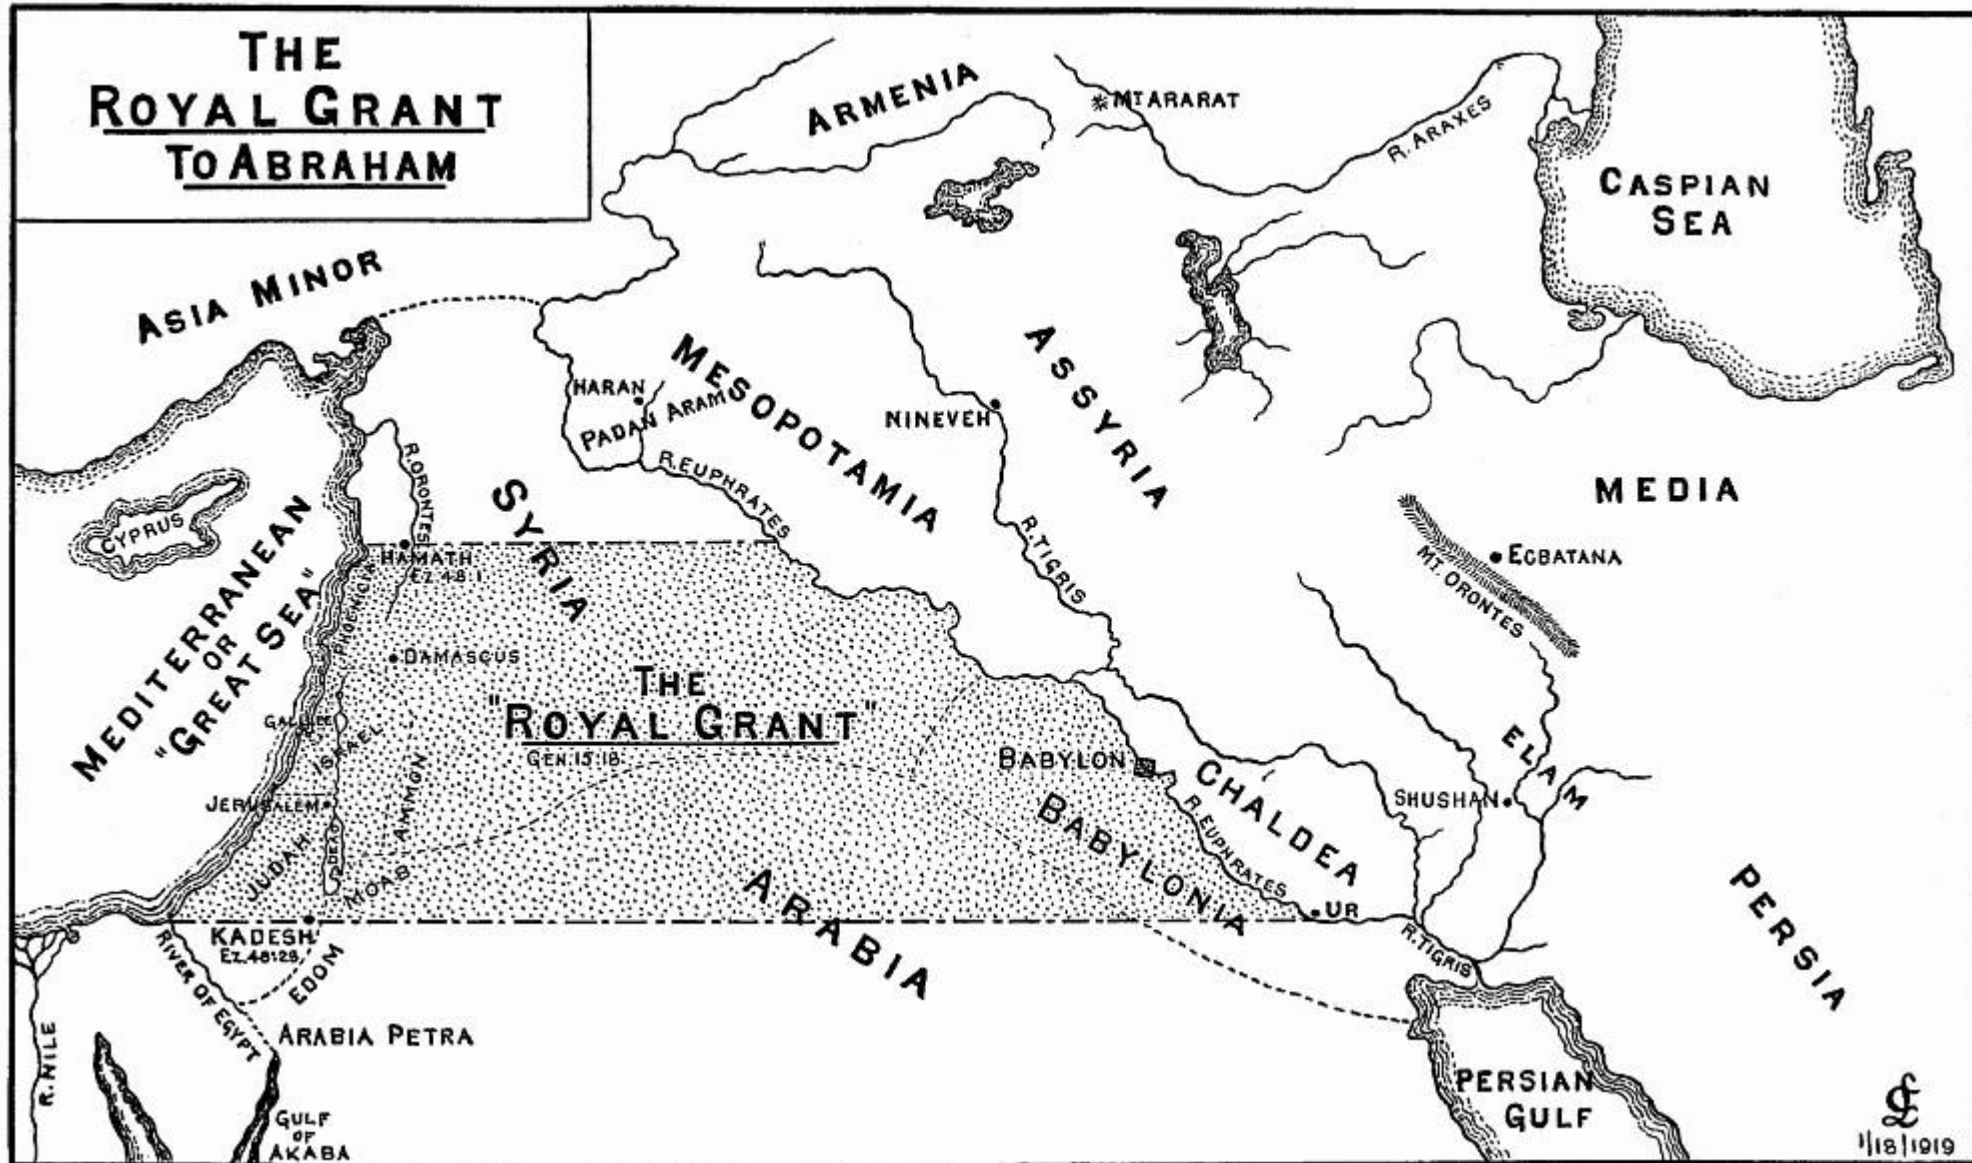 THE
ROYAL GRANT
TO ABRAHAM
ARMENIA
MT ARARAT
R. ARAXES
CASPIAN
SEA
ASIA MINOR
HARAN
PADAN ARAM
MESOPOTAMIA
ASSYRIA
NINEVEH
R. ORONTES
R. EUPHRATES
R. TIGRIS
SYRIA
MEDIA
CYPRUS
MEDITERRANEAN
OR
"GREAT SEA"
HAMATH
EZ. 48:1
EGBATANA
MT. ORONTES
PHOENICIA
DAMASCUS
THE
"ROYAL GRANT"
GEN. 15:18
GALILEE
ISRAEL
AMMON
BABYLON
CHALDEA
ELAM
JERUSALEM
SHUSHAN
DEAD
JUDAH
MOAB
BABYLONIA
R. EUPHRATES
ARABIA
UR
PERSIA
KADESH
EZ. 48:28
EDOM
R. TIGRIS
RIVER OF EGYPT
ARABIA PETRA
R. NILE
GULF
OF
AKABA
PERSIAN
GULF
1/18/1919